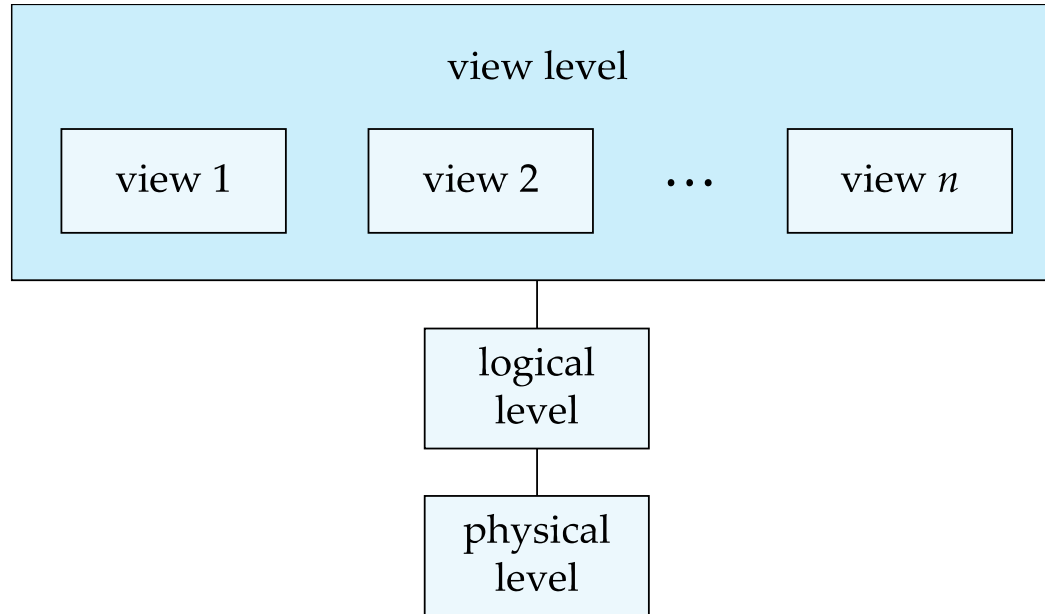 view level
view 1
view 2
...
view n
logical
level
physical
level